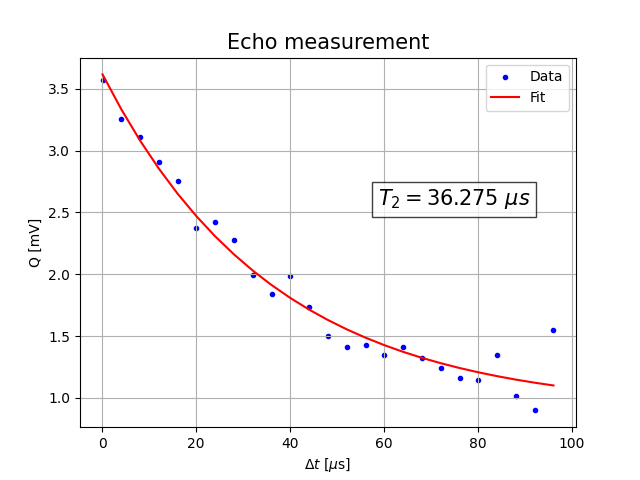 Echo measurement
Data
Fit
T₂ = 36.275 μs
Q [mV]
3.5
3.0
2.5
2.0
1.5
1.0
0 20 40 60 80 100
Δt [μs]